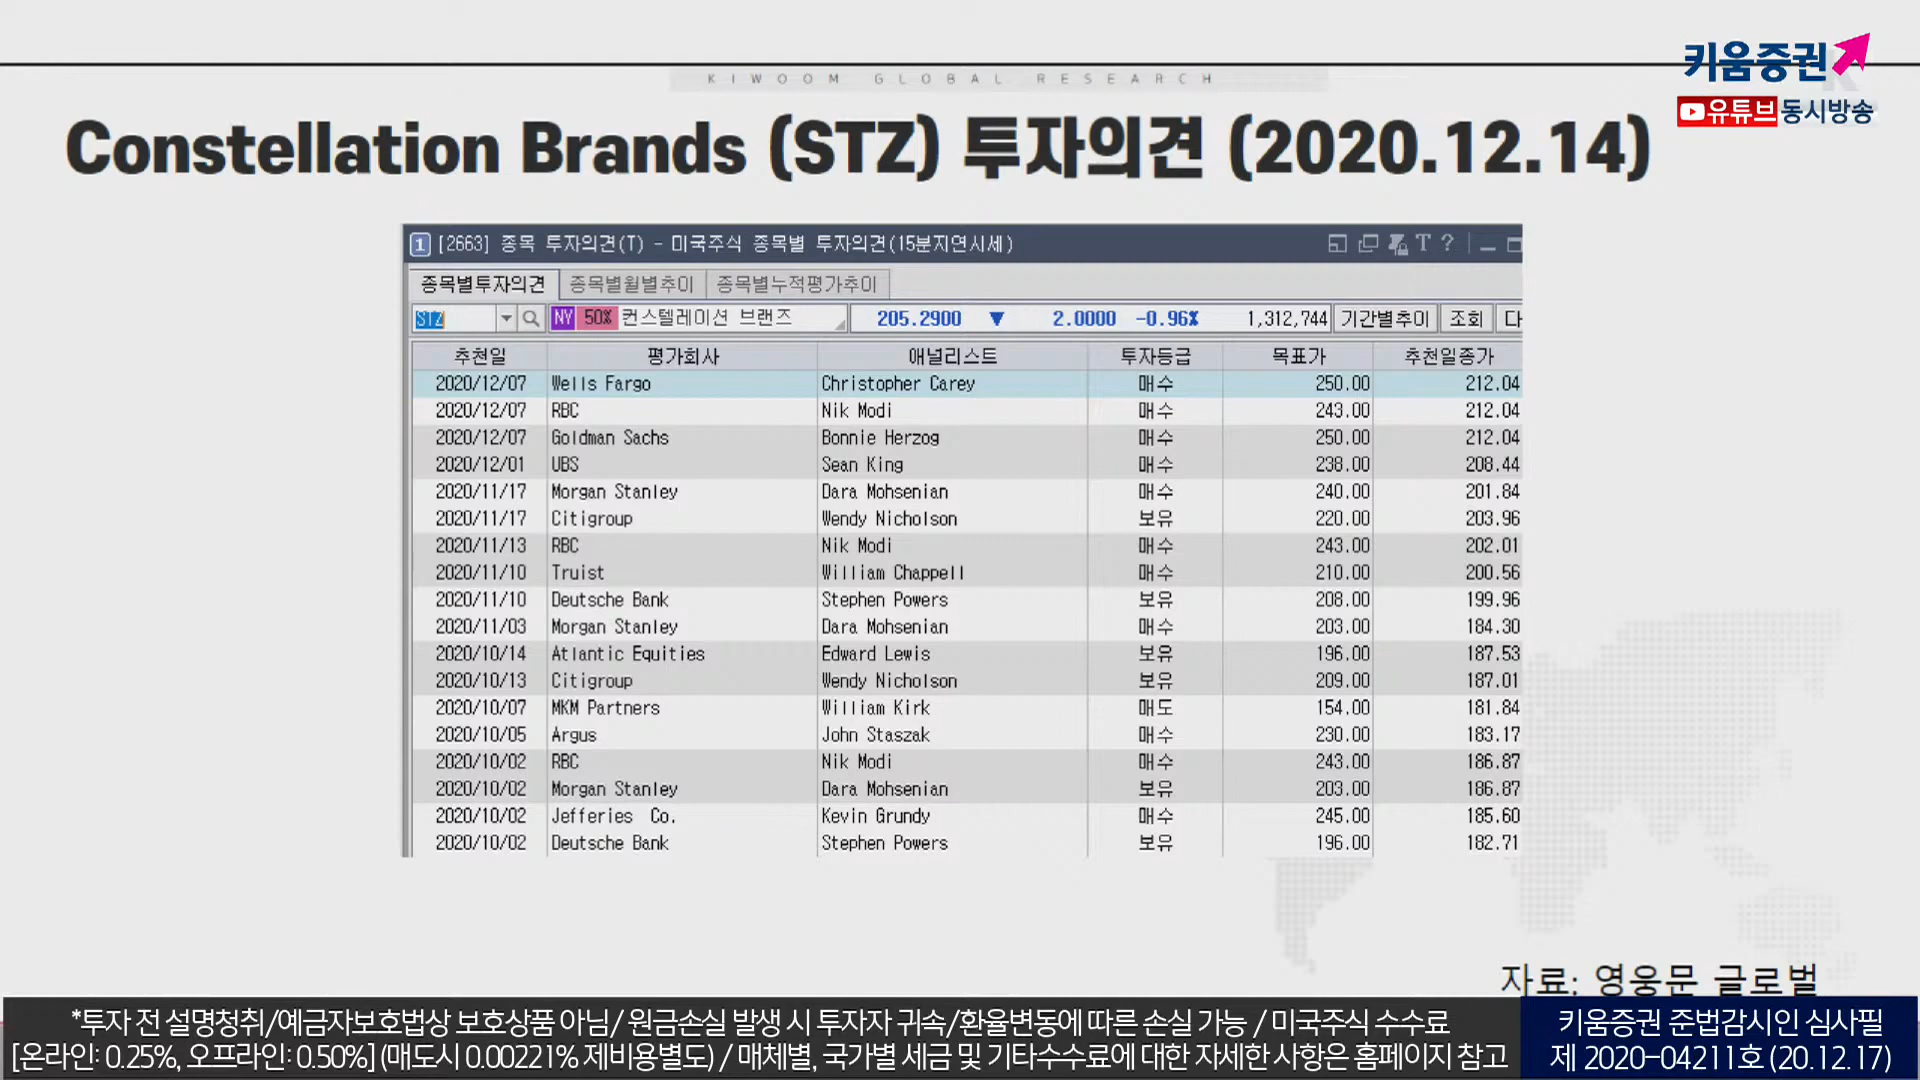 키움증권
유튜브동시방송
KIWOOM GLOBAL RESEARCH
Constellation Brands (STZ) 투자의견 (2020.12.14)
1 [2663] 종목 투자의견(T) - 미국주식 종목별 투자의견(15분지연시세) T ?
종목별투자의견 종목별월별추이 종목별누적평가추이
STZ NY 50% 컨스텔레이션 브랜즈 205.2900 ▼ 2.0000 -0.96% 1,312,744 기간별추이 조회 다
추천일 평가회사 애널리스트 투자등급 목표가 추천일종가
2020/12/07 Wells Fargo Christopher Carey 매수 250.00 212.04
2020/12/07 RBC Nik Modi 매수 243.00 212.04
2020/12/07 Goldman Sachs Bonnie Herzog 매수 250.00 212.04
2020/12/01 UBS Sean King 매수 238.00 208.44
2020/11/17 Morgan Stanley Dara Mohsenian 매수 240.00 201.84
2020/11/17 Citigroup Wendy Nicholson 보유 220.00 203.96
2020/11/13 RBC Nik Modi 매수 243.00 202.01
2020/11/10 Truist William Chappell 매수 210.00 200.56
2020/11/10 Deutsche Bank Stephen Powers 보유 208.00 199.96
2020/11/03 Morgan Stanley Dara Mohsenian 매수 203.00 184.30
2020/10/14 Atlantic Equities Edward Lewis 보유 196.00 187.53
2020/10/13 Citigroup Wendy Nicholson 보유 209.00 187.01
2020/10/07 MKM Partners William Kirk 매도 154.00 181.84
2020/10/05 Argus John Staszak 매수 230.00 183.17
2020/10/02 RBC Nik Modi 매수 243.00 186.87
2020/10/02 Morgan Stanley Dara Mohsenian 보유 203.00 186.87
2020/10/02 Jefferies Co. Kevin Grundy 매수 245.00 185.60
2020/10/02 Deutsche Bank Stephen Powers 보유 196.00 182.71
자료: 영웅문 글로벌
*투자 전 설명청취/예금자보호법상 보호상품 아님/ 원금손실 발생 시 투자자 귀속/환율변동에 따른 손실 가능 / 미국주식 수수료
[온라인: 0.25%, 오프라인: 0.50%] (매도시 0.00221% 제비용별도) / 매체별, 국가별 세금 및 기타수수료에 대한 자세한 사항은 홈페이지 참고
키움증권 준법감시인 심사필
제 2020-04211호 (20.12.17)